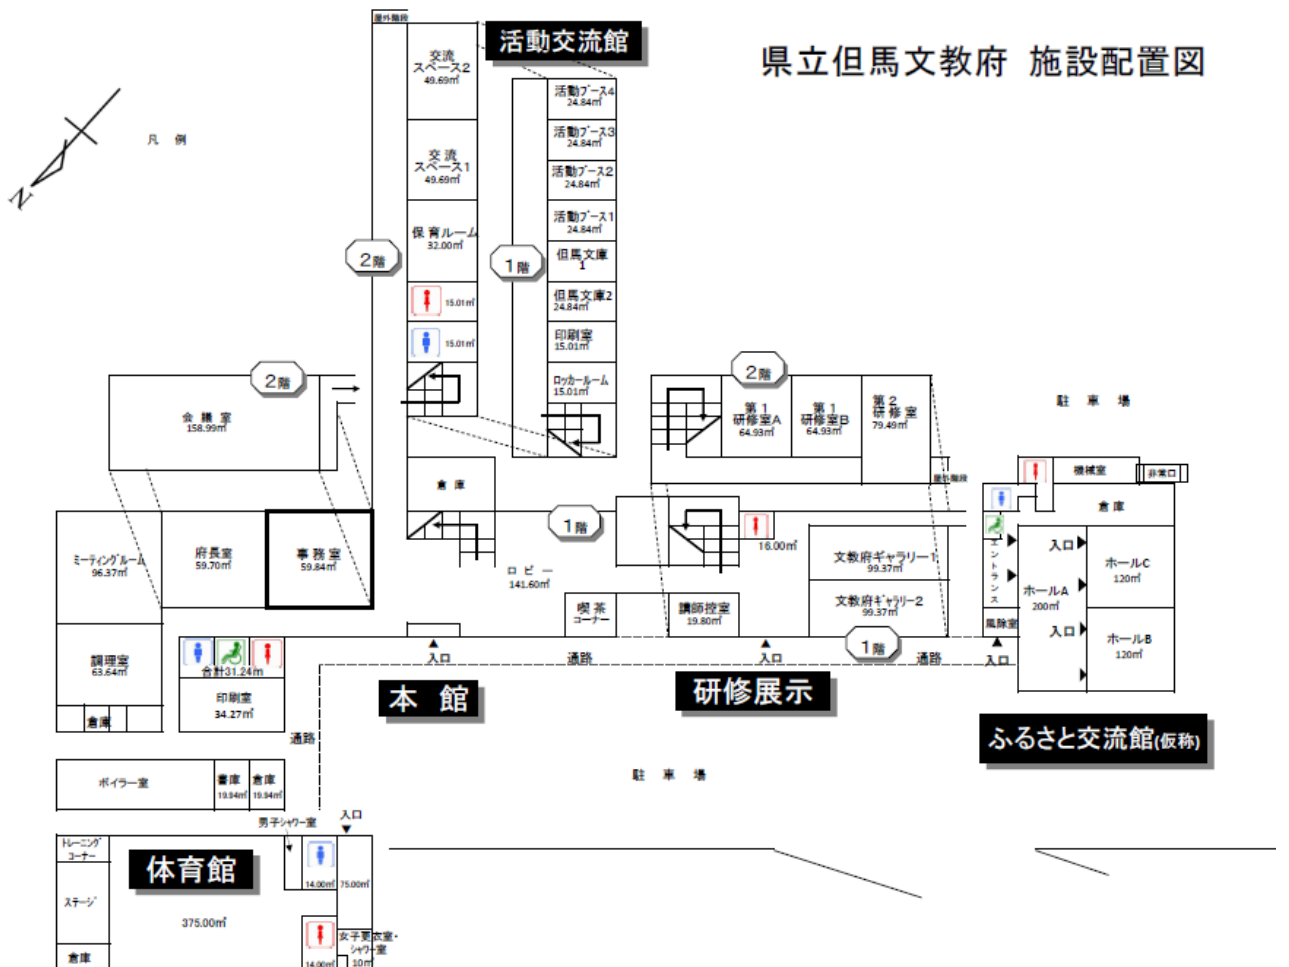 県立但馬文教府 施設配置図
凡 例
N
屋外階段
活動交流館
交流
スペース2
49.69㎡
交 流
スペース1
49.69㎡
保 育ルーム
32.00㎡
15.01㎡
15.01㎡
2階
1階
活動ブース4
24.84㎡
活動ブース3
24.84㎡
活動ブース2
24.84㎡
活動ブース1
24.84㎡
但馬文庫
1
但馬文庫2
24.84㎡
印刷室
15.01㎡
ロッカールーム
15.01㎡
2階
会 議 室
158.99㎡
2階
第１
研修室A
64.93㎡
第１
研修室B
64.93㎡
第２
研 修 室
79.49㎡
屋外階段
駐 車 場
機械室
非常口
倉 庫
倉 庫
ミーティングルーム
96.37㎡
府長室
59.70㎡
事 務 室
59.84㎡
1階
ロ ビ ー
141.60㎡
16.00㎡
文教府ギャラリー1
99.37㎡
文教府ギャラリー2
99.37㎡
エントランス
入口
ホールA
200㎡
入口
ホールC
120㎡
ホールB
120㎡
風除室
喫 茶
コーナー
講師控室
19.80㎡
調理室
63.64㎡
倉庫
合計31.24㎡
印刷室
34.27㎡
入口
通路
入口
1階
通路
入口
本 館
研修展示
ふるさと交流館(仮称)
通路
駐 車 場
ボイラー室
書庫
19.94㎡
倉庫
19.94㎡
男子シャワー室
入口
トレーニング
コーナー
体育館
ステージ
375.00㎡
14.00㎡
75.00㎡
女子更衣室・
シャワー室
10㎡
14.00㎡
倉庫